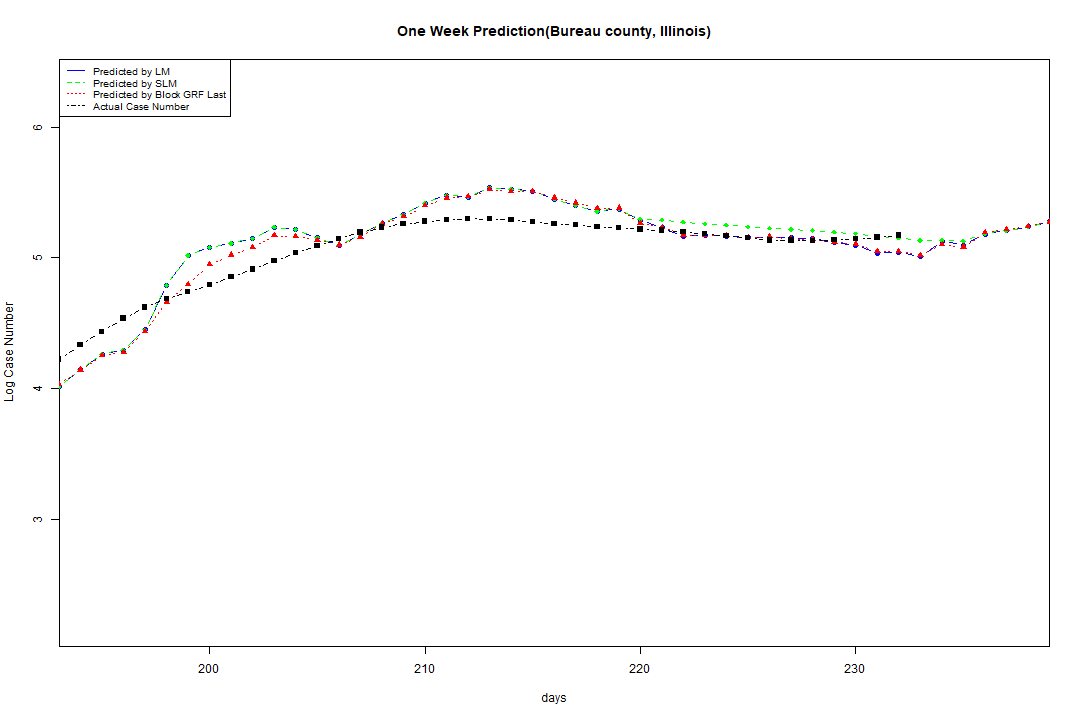 One Week Prediction(Bureau county, Illinois)
Predicted by LM
Predicted by SLM
Predicted by Block GRF Last
Actual Case Number
6
5
4
3
Log Case Number
200 210 220 230
days